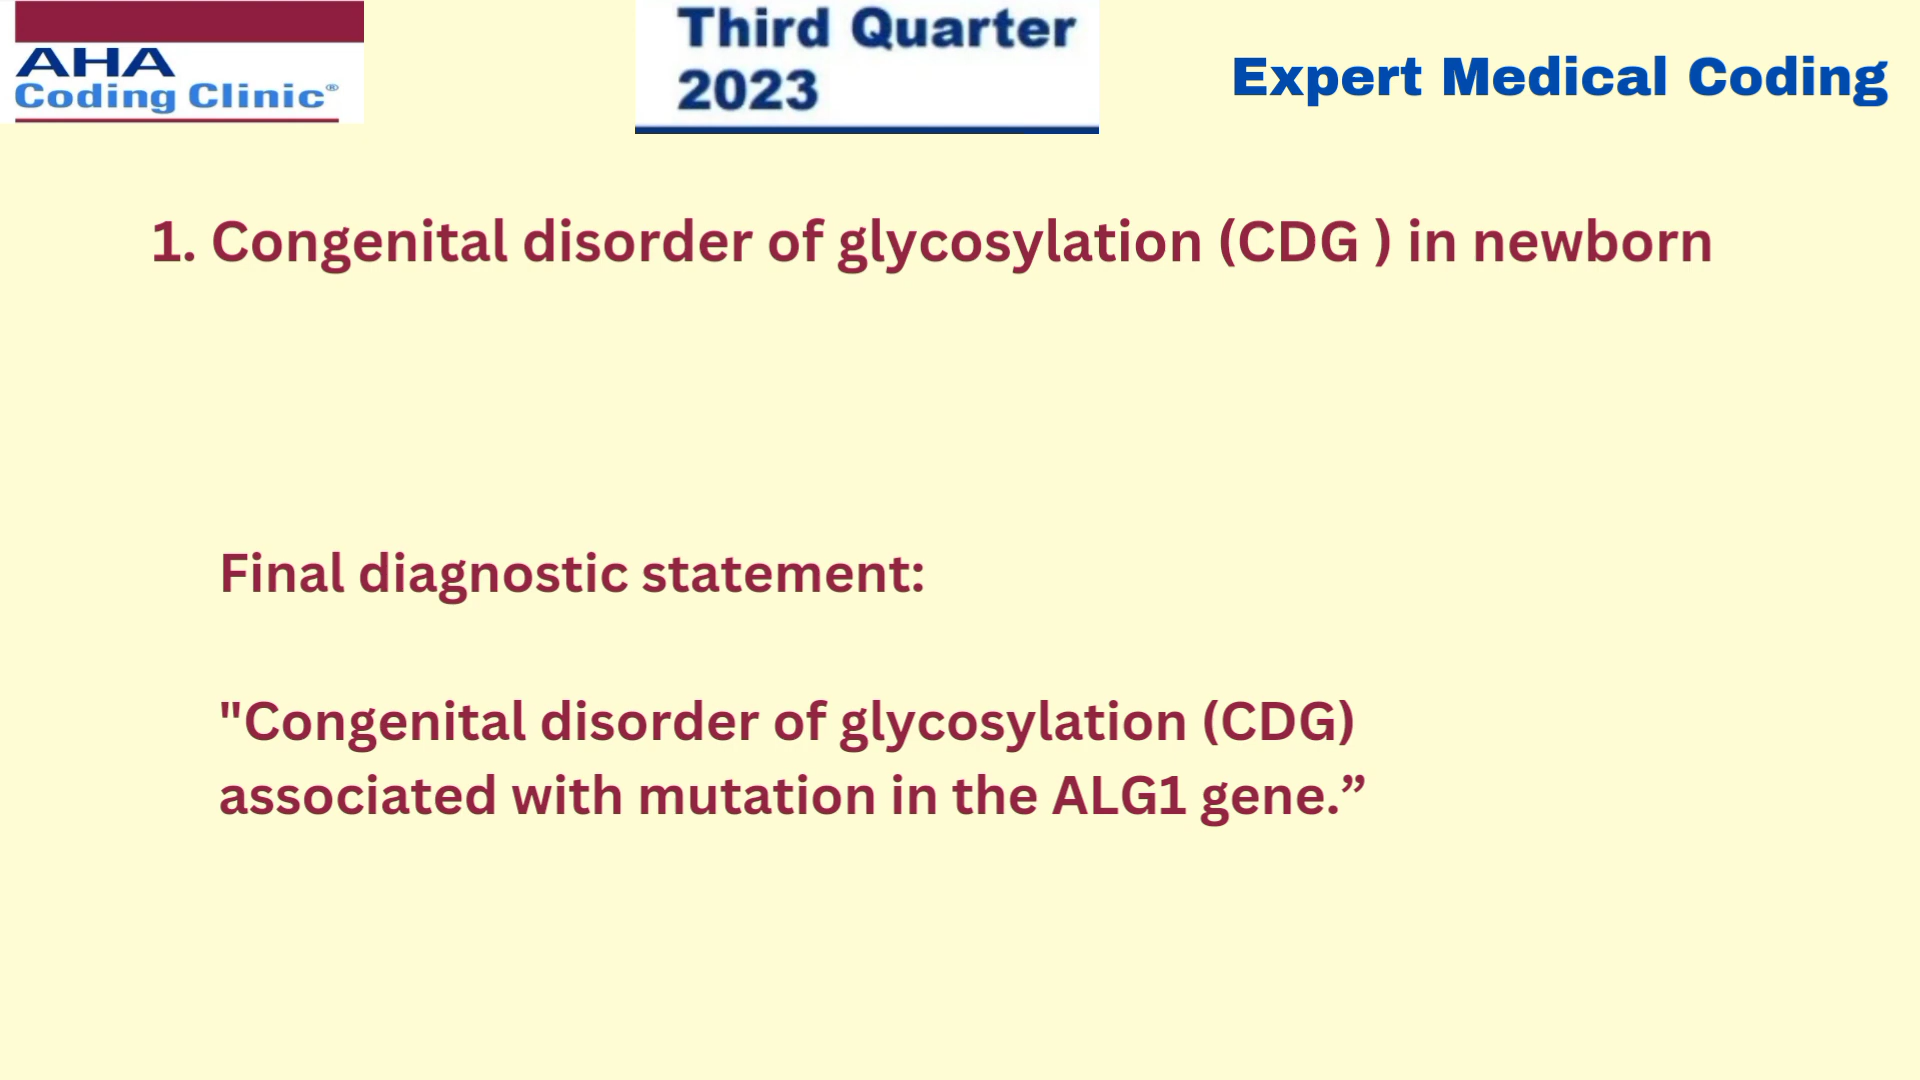 AHA
Coding Clinic®
Third Quarter
2023
Expert Medical Coding
1. Congenital disorder of glycosylation (CDG ) in newborn
Final diagnostic statement:
"Congenital disorder of glycosylation (CDG)
associated with mutation in the ALG1 gene.”